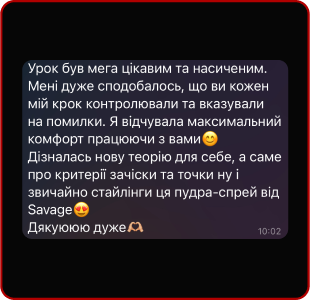 Урок був мега цікавим та насиченим.
Мені дуже сподобалось, що ви кожен
мій крок контролювали та вказували
на помилки. Я відчувала максимальний
комфорт працюючи з вами😊
Дізналась нову теорію для себе, а саме
про критерії зачіски та точки ну і
звичайно стайлінги ця пудра-спрей від
Savage😍
Дякуюю дуже🫶🏼
10:02